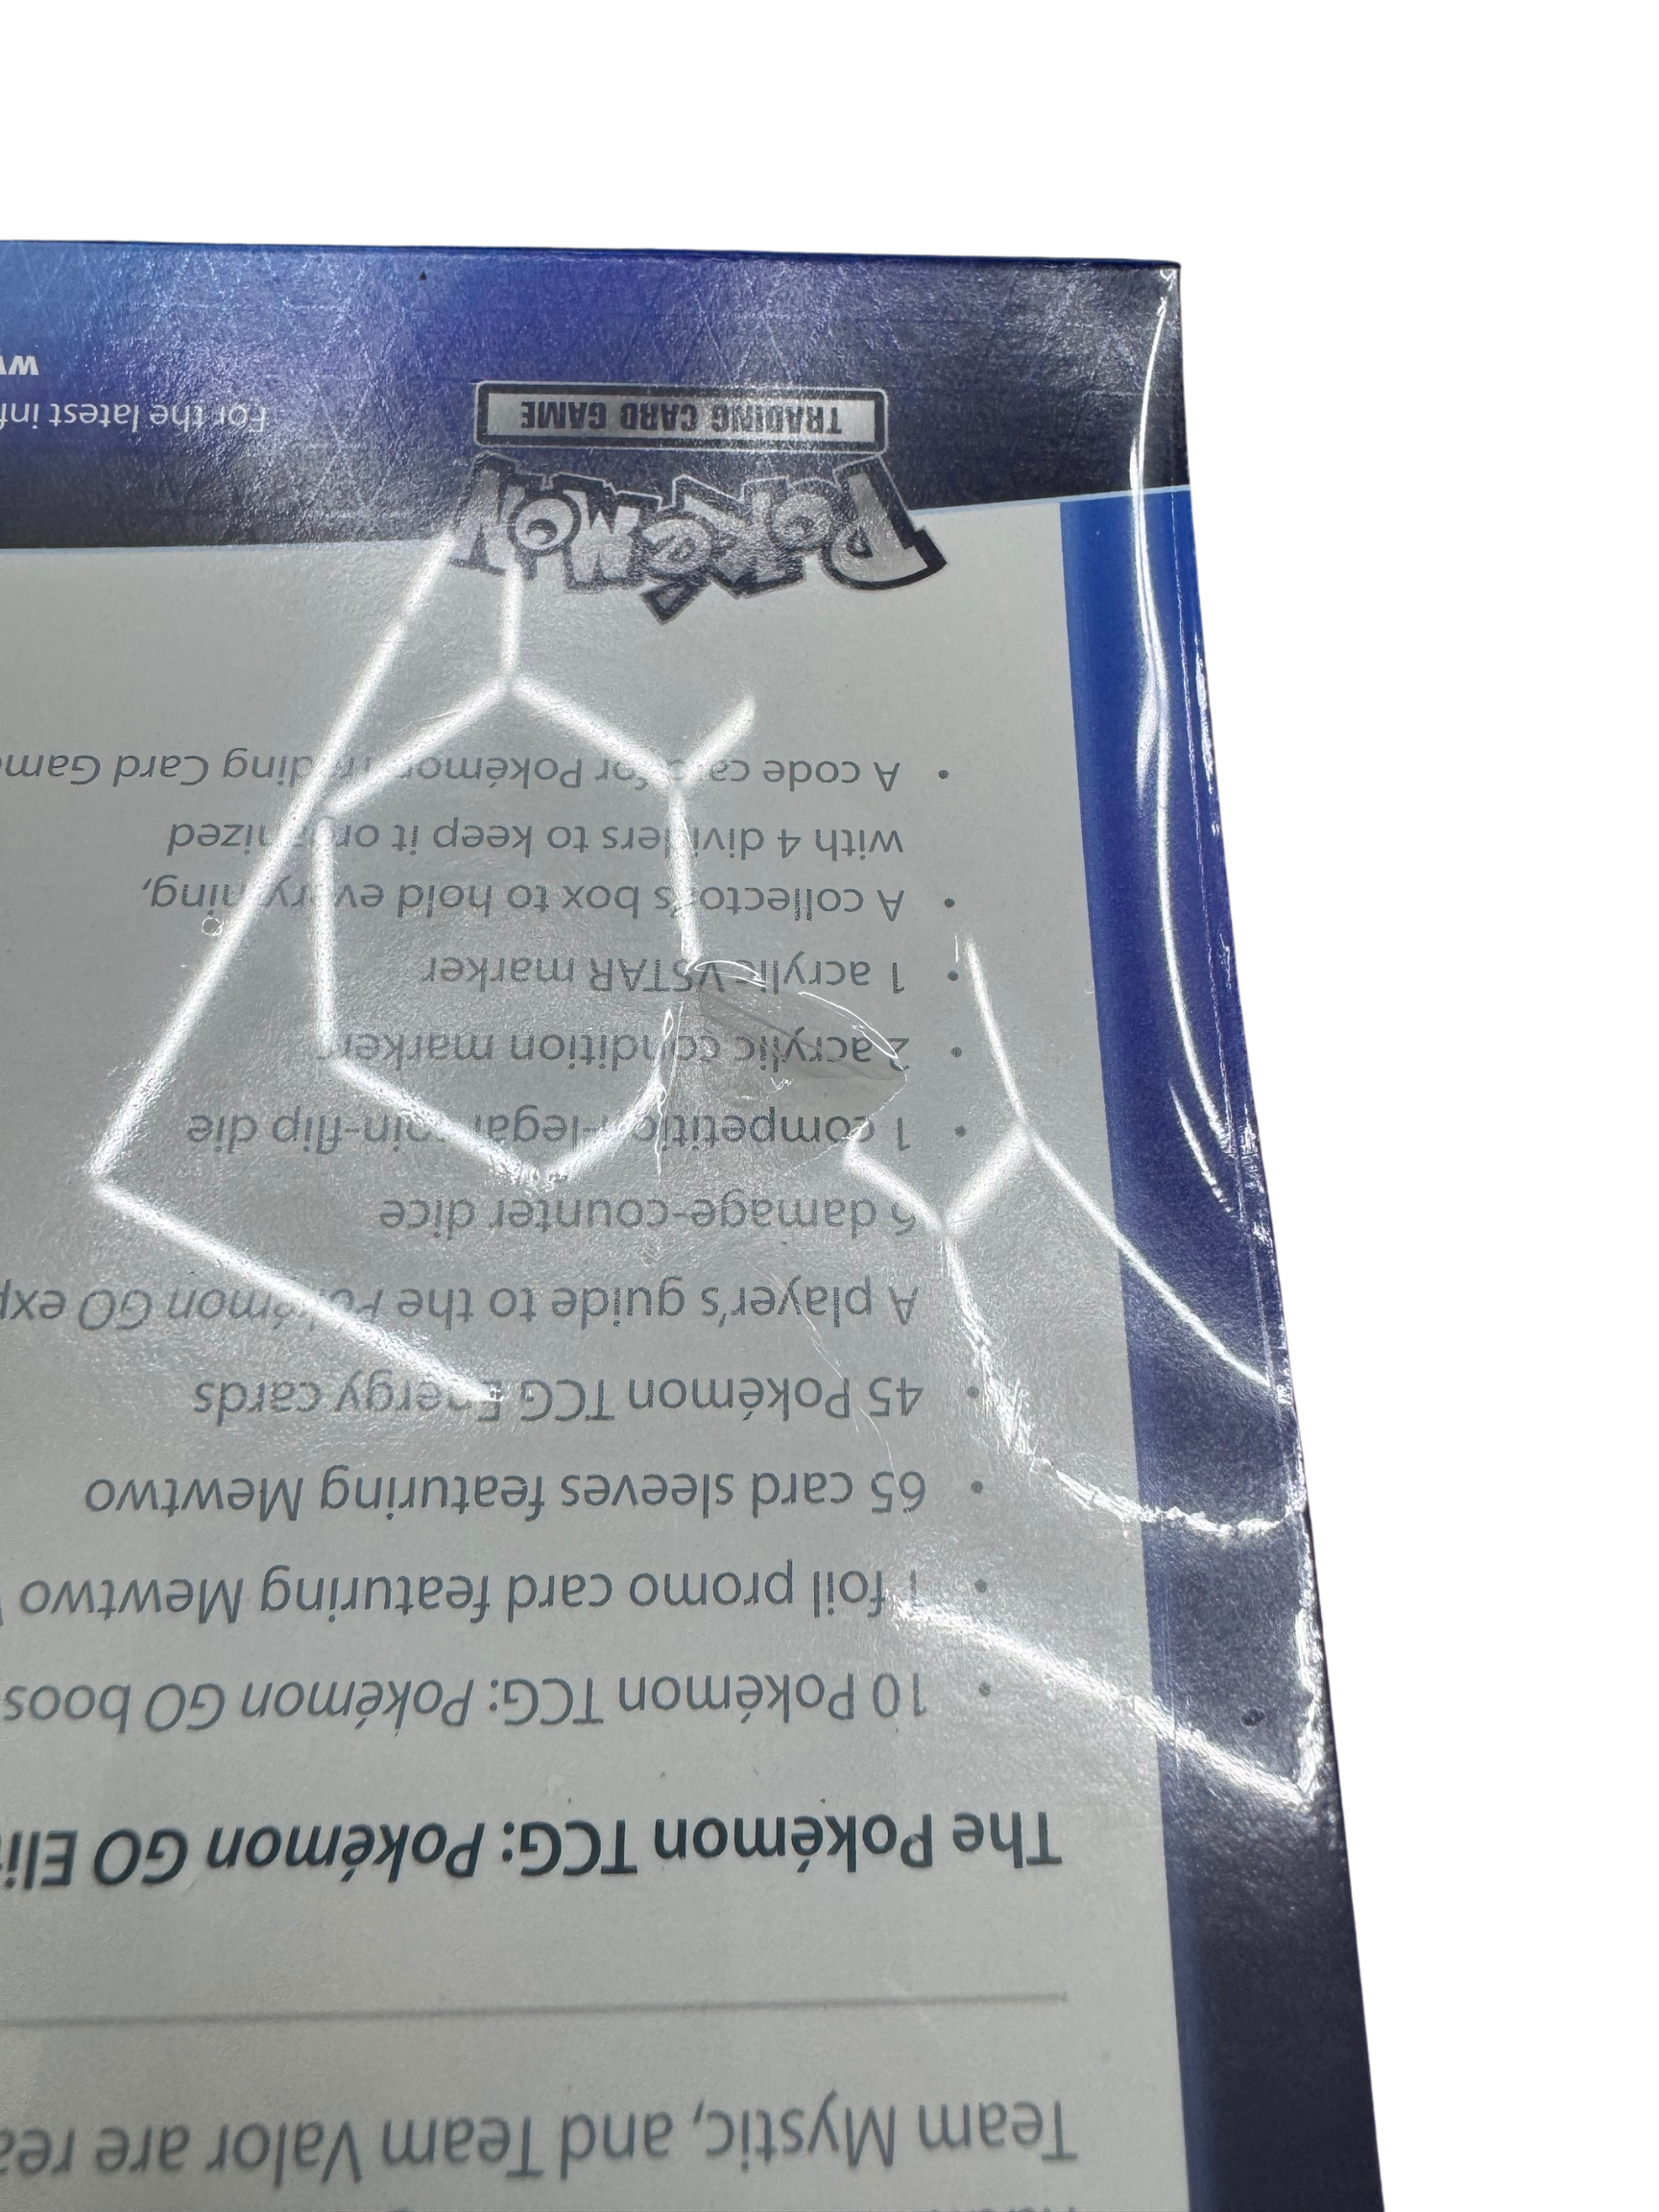 Team Mystic, and Team Valor are rea
The Pokémon TCG: Pokémon GO Elit
• 10 Pokémon TCG: Pokémon GO boos
• 1 foil promo card featuring Mewtwo
• 65 card sleeves featuring Mewtwo
• 45 Pokémon TCG Energy cards
• A player's guide to the Pokémon GO exp
• 6 damage-counter dice
• 1 competition-legal coin-flip die
• 2 acrylic condition markers
• 1 acrylic VSTAR marker
• A collector's box to hold everything,
with 4 dividers to keep it organized
• A code card for Pokémon Trading Card Game
POKéMON
TRADING CARD GAME
For the latest inf